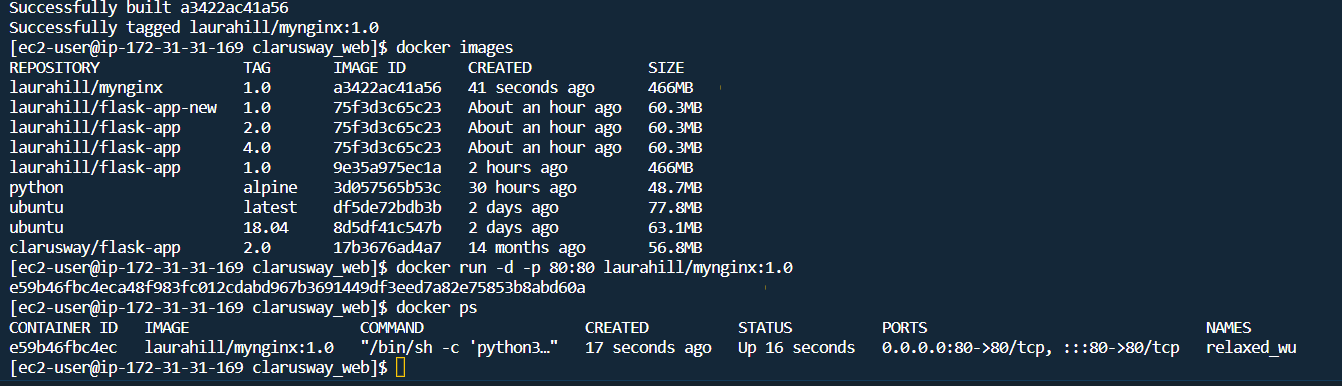 Successfully built a3422ac41a56
Successfully tagged laurahill/mynginx:1.0
[ec2-user@ip-172-31-31-169 clarusway_web]$ docker images
REPOSITORY TAG IMAGE ID CREATED SIZE
laurahill/mynginx 1.0 a3422ac41a56 41 seconds ago 466MB
laurahill/flask-app-new 1.0 75f3d3c65c23 About an hour ago 60.3MB
laurahill/flask-app 2.0 75f3d3c65c23 About an hour ago 60.3MB
laurahill/flask-app 4.0 75f3d3c65c23 About an hour ago 60.3MB
laurahill/flask-app 1.0 9e35a975ec1a 2 hours ago 466MB
python alpine 3d057565b53c 30 hours ago 48.7MB
ubuntu latest df5de72bdb3b 2 days ago 77.8MB
ubuntu 18.04 8d5df41c547b 2 days ago 63.1MB
clarusway/flask-app 2.0 17b3676ad4a7 14 months ago 56.8MB
[ec2-user@ip-172-31-31-169 clarusway_web]$ docker run -d -p 80:80 laurahill/mynginx:1.0
e59b46fbc4eca48f983fc012cdabd967b3691449df3eed7a82e75853b8abd60a
[ec2-user@ip-172-31-31-169 clarusway_web]$ docker ps
CONTAINER ID IMAGE COMMAND CREATED STATUS PORTS NAMES
e59b46fbc4ec laurahill/mynginx:1.0 "/bin/sh -c 'python3…" 17 seconds ago Up 16 seconds 0.0.0.0:80->80/tcp, :::80->80/tcp relaxed_wu
[ec2-user@ip-172-31-31-169 clarusway_web]$